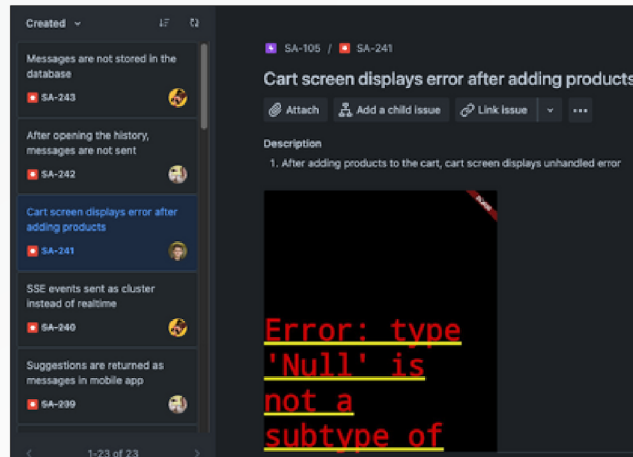 Created
Messages are not stored in the
database
SA-243
After opening the history,
messages are not sent
SA-242
Cart screen displays error after
adding products
SA-241
SSE events sent as cluster
instead of realtime
SA-240
Suggestions are returned as
messages in mobile app
SA-239
1-23 of 23
SA-105 / SA-241
Cart screen displays error after adding products
Attach Add a child issue Link issue
Description
1. After adding products to the cart, cart screen displays unhandled error
Error: type
'Null' is
not a
subtype of